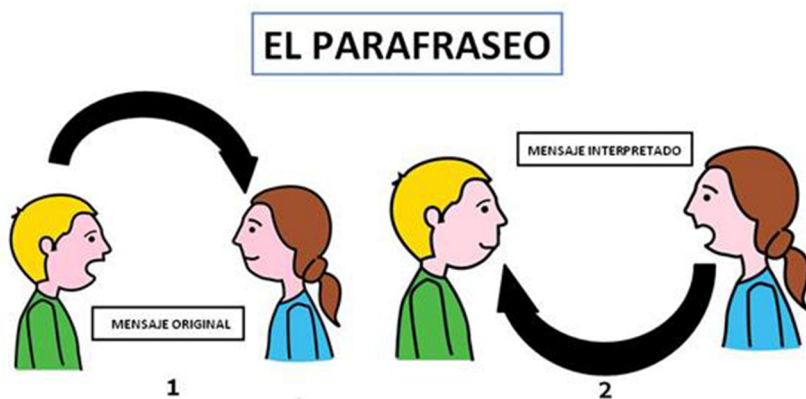 EL PARAFRASEO
MENSAJE ORIGINAL
1
MENSAJE INTERPRETADO
2